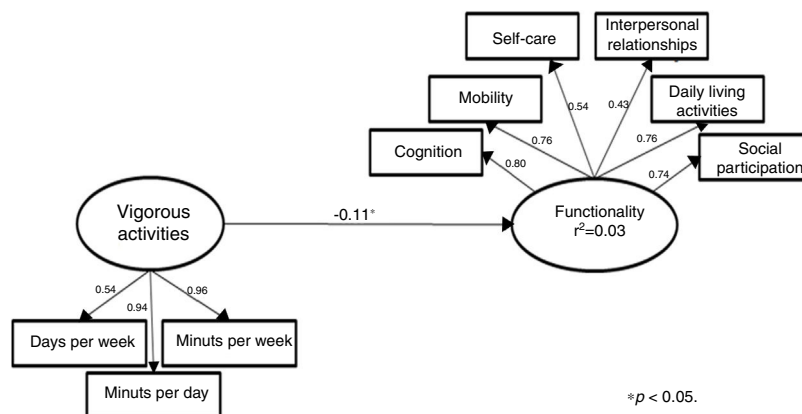 Self-care
Interpersonal
relationships
Mobility
Daily living
activities
Cognition
Social
participation
0.54
0.43
0.76
0.76
0.80
0.74
Vigorous
activities
-0.11*
Functionality
r²=0.03
0.54
0.94
0.96
Days per week
Minuts per week
Minuts per day
*p < 0.05.